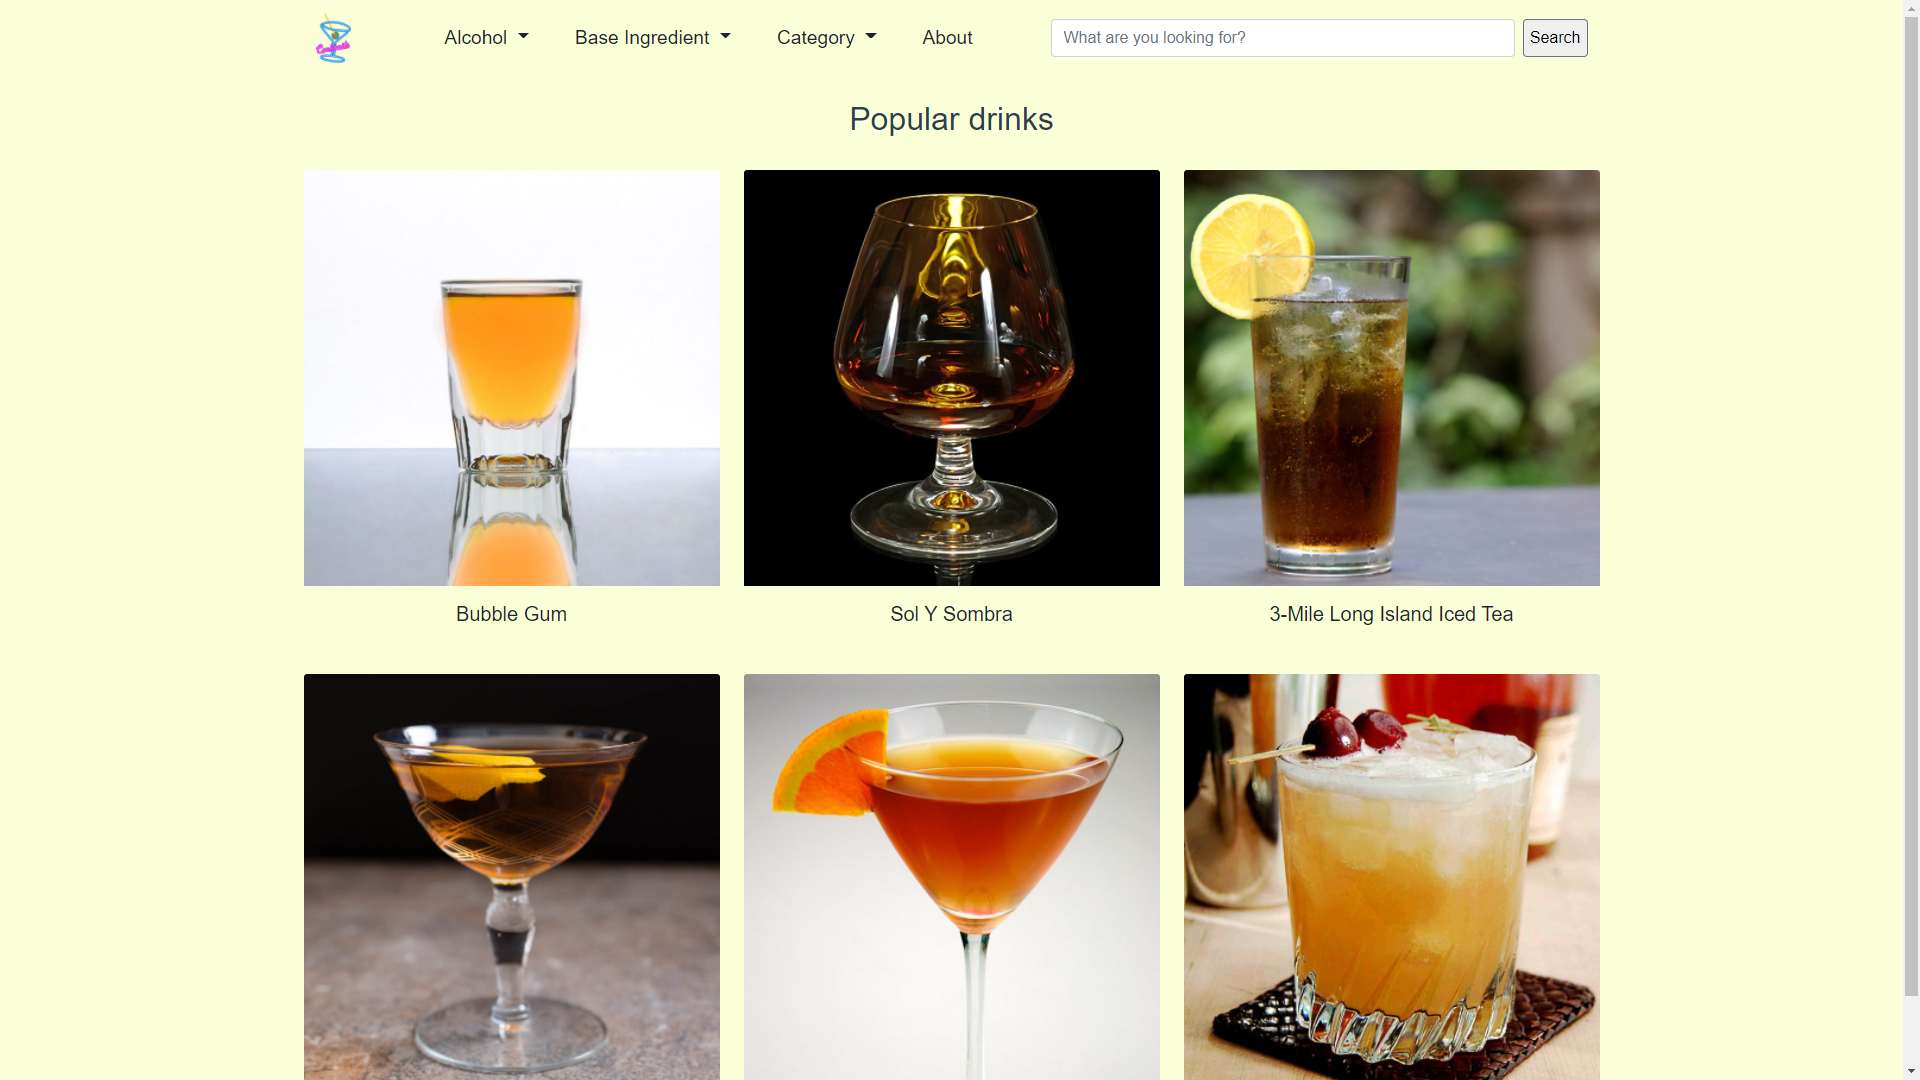 Cocktails
Alcohol
Base Ingredient
Category
About
What are you looking for?
Search
Popular drinks
Bubble Gum
Sol Y Sombra
3-Mile Long Island Iced Tea